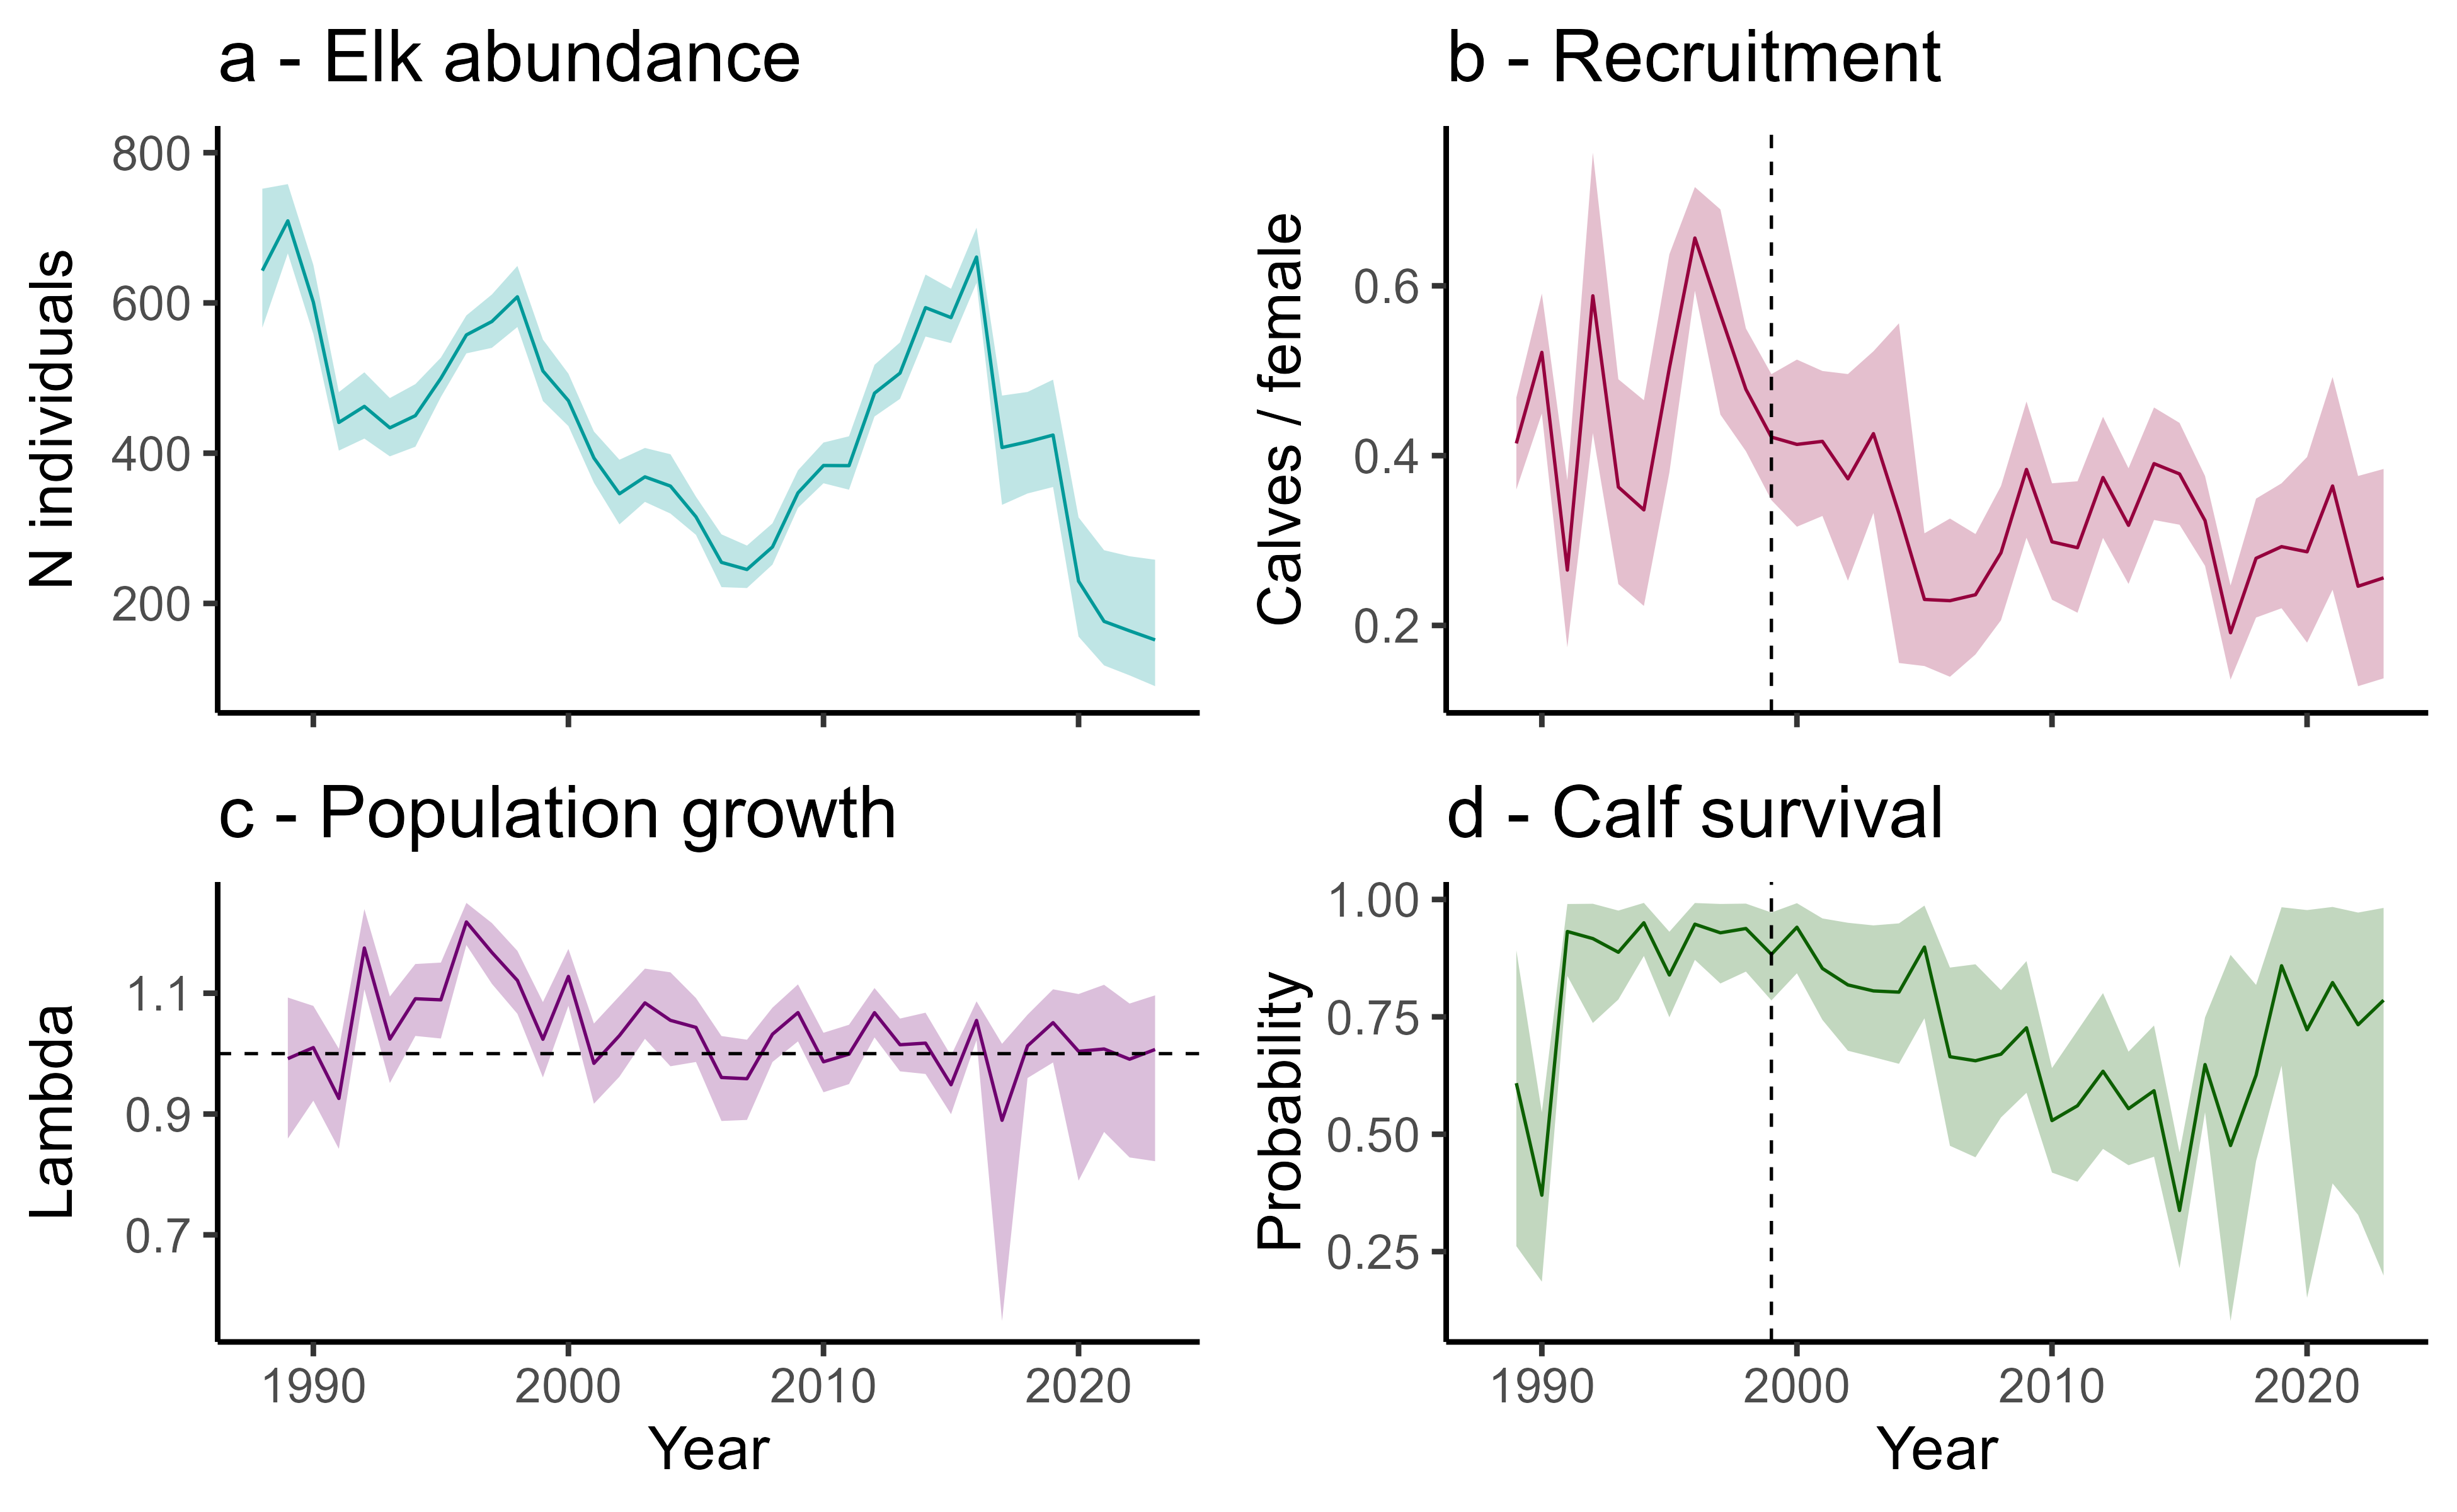 a - Elk abundance
N individuals
800
600
400
200
b - Recruitment
Calves / female
0.6
0.4
0.2
c - Population growth
Lambda
1.1
0.9
0.7
1990 2000 2010 2020
Year
d - Calf survival
Probability
1.00
0.75
0.50
0.25
1990 2000 2010 2020
Year